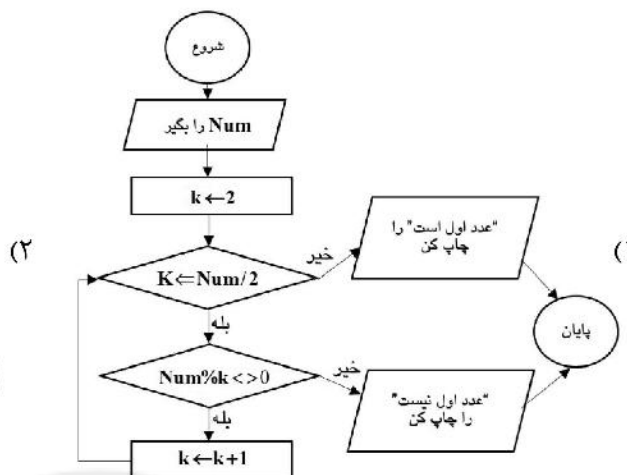 شروع
Num را بگیر
k←2
K⇐Num/2
خیر
"عدد اول است" را
چاپ کن
بله
Num%k<>0
خیر
"عدد اول نیست"
را چاپ کن
بله
k←k+1
پایان
۲)